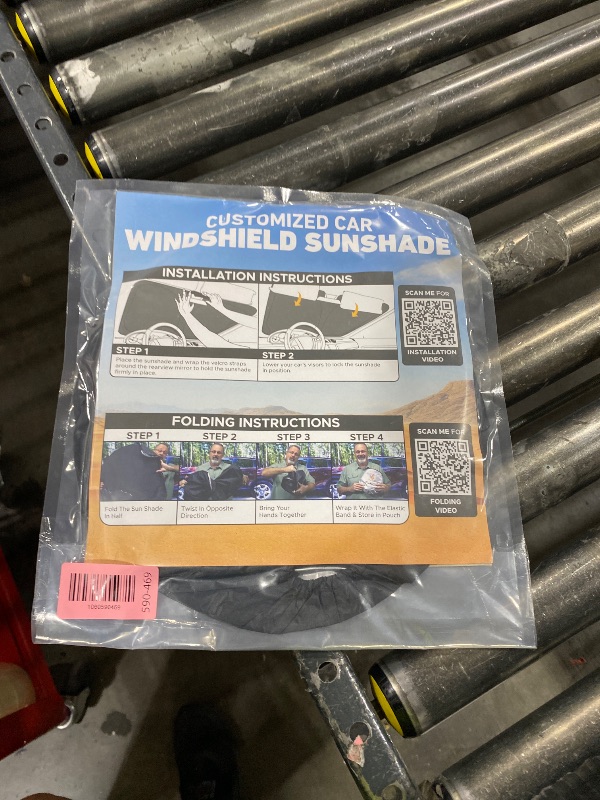 CUSTOMIZED CAR
WINDSHIELD SUNSHADE
INSTALLATION INSTRUCTIONS
STEP 1
Place the sunshade and wrap the velcro straps
around the rearview mirror to hold the sunshade
firmly in place.
STEP 2
Lower your car's visors to lock the sunshade
in position.
SCAN ME FOR
INSTALLATION
VIDEO
FOLDING INSTRUCTIONS
STEP 1
STEP 2
STEP 3
STEP 4
Fold The Sun Shade
in Half
Twist In Opposite
Direction
Bring Your
Hands Together
Wrap It With The Elastic
Band & Store in Pouch
SCAN ME FOR
FOLDING
VIDEO
590-469